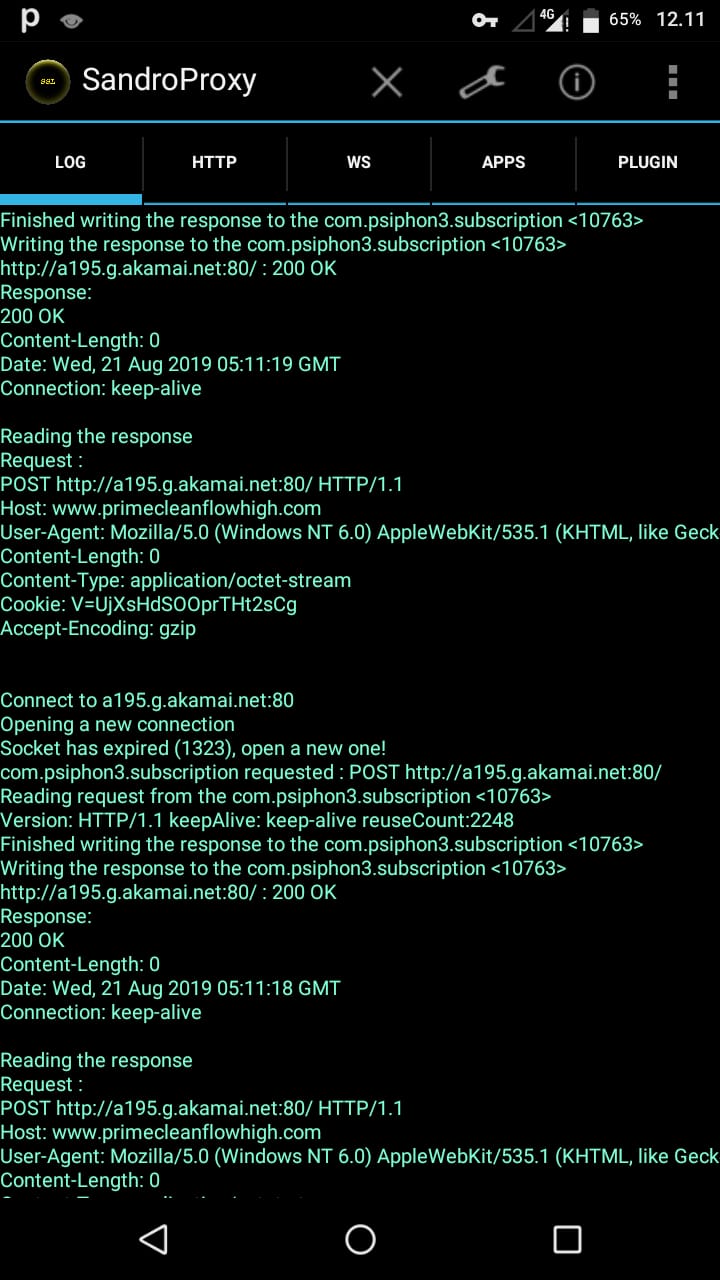 4G 65% 12.11
SSL SandroProxy
LOG HTTP WS APPS PLUGIN
Finished writing the response to the com.psiphon3.subscription <10763>
Writing the response to the com.psiphon3.subscription <10763>
http://a195.g.akamai.net:80/ : 200 OK
Response:
200 OK
Content-Length: 0
Date: Wed, 21 Aug 2019 05:11:19 GMT
Connection: keep-alive
Reading the response
Request :
POST http://a195.g.akamai.net:80/ HTTP/1.1
Host: www.primecleanflowhigh.com
User-Agent: Mozilla/5.0 (Windows NT 6.0) AppleWebKit/535.1 (KHTML, like Geck
Content-Length: 0
Content-Type: application/octet-stream
Cookie: V=UjXsHdSOOprTHt2sCg
Accept-Encoding: gzip
Connect to a195.g.akamai.net:80
Opening a new connection
Socket has expired (1323), open a new one!
com.psiphon3.subscription requested : POST http://a195.g.akamai.net:80/
Reading request from the com.psiphon3.subscription <10763>
Version: HTTP/1.1 keepAlive: keep-alive reuseCount:2248
Finished writing the response to the com.psiphon3.subscription <10763>
Writing the response to the com.psiphon3.subscription <10763>
http://a195.g.akamai.net:80/ : 200 OK
Response:
200 OK
Content-Length: 0
Date: Wed, 21 Aug 2019 05:11:18 GMT
Connection: keep-alive
Reading the response
Request :
POST http://a195.g.akamai.net:80/ HTTP/1.1
Host: www.primecleanflowhigh.com
User-Agent: Mozilla/5.0 (Windows NT 6.0) AppleWebKit/535.1 (KHTML, like Geck
Content-Length: 0